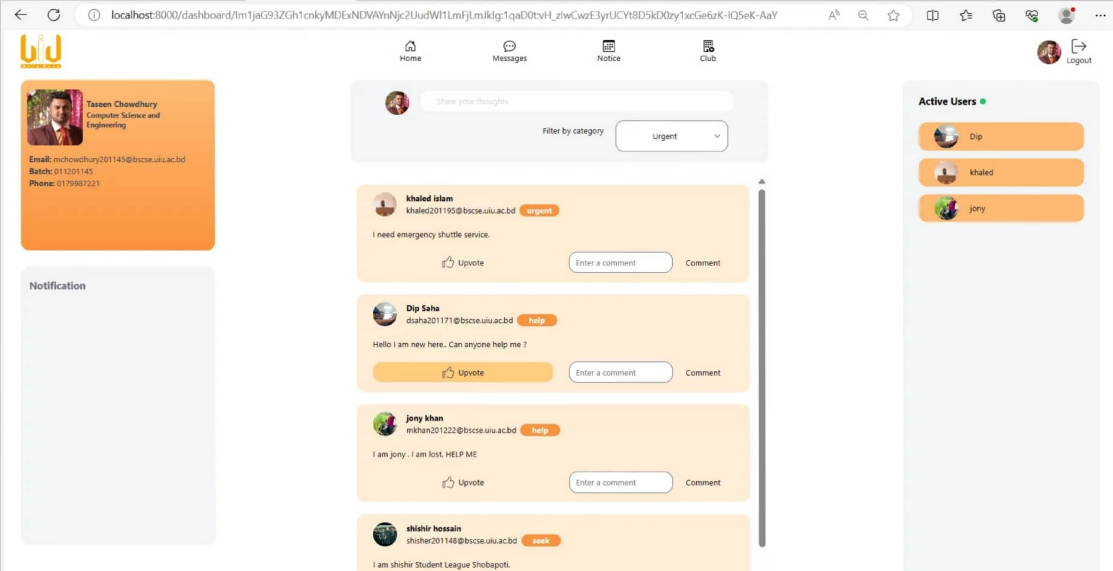 localhost:8000/dashboard/Im1jaG93ZGh1cnkyMDExNDVAYnNjc2UudWl1LmFjLmJkIg:1qaD0t:vH_zlwCwzE3yrUCYt8D5kD0zy1xcGe6zK-IQ5eK-AaY
UIU
Home
Messages
Notice
Club
Logout
Taseen Chowdhury
Computer Science and
Engineering
Email: mchowdhury201145@bscse.uiu.ac.bd
Batch: 011201145
Phone: 0179987221
Notification
Share your thoughts
Filter by category
Urgent
khaled islam
khaled201195@bscse.uiu.ac.bd urgent
I need emergency shuttle service.
Upvote
Enter a comment
Comment
Dip Saha
dsaha201171@bscse.uiu.ac.bd help
Hello I am new here.. Can anyone help me ?
Upvote
Enter a comment
Comment
jony khan
mkhan201222@bscse.uiu.ac.bd help
I am jony . I am lost. HELP ME
Upvote
Enter a comment
Comment
shishir hossain
shisher201148@bscse.uiu.ac.bd seek
I am shishir Student League Shobapoti.
Active Users
Dip
khaled
jony